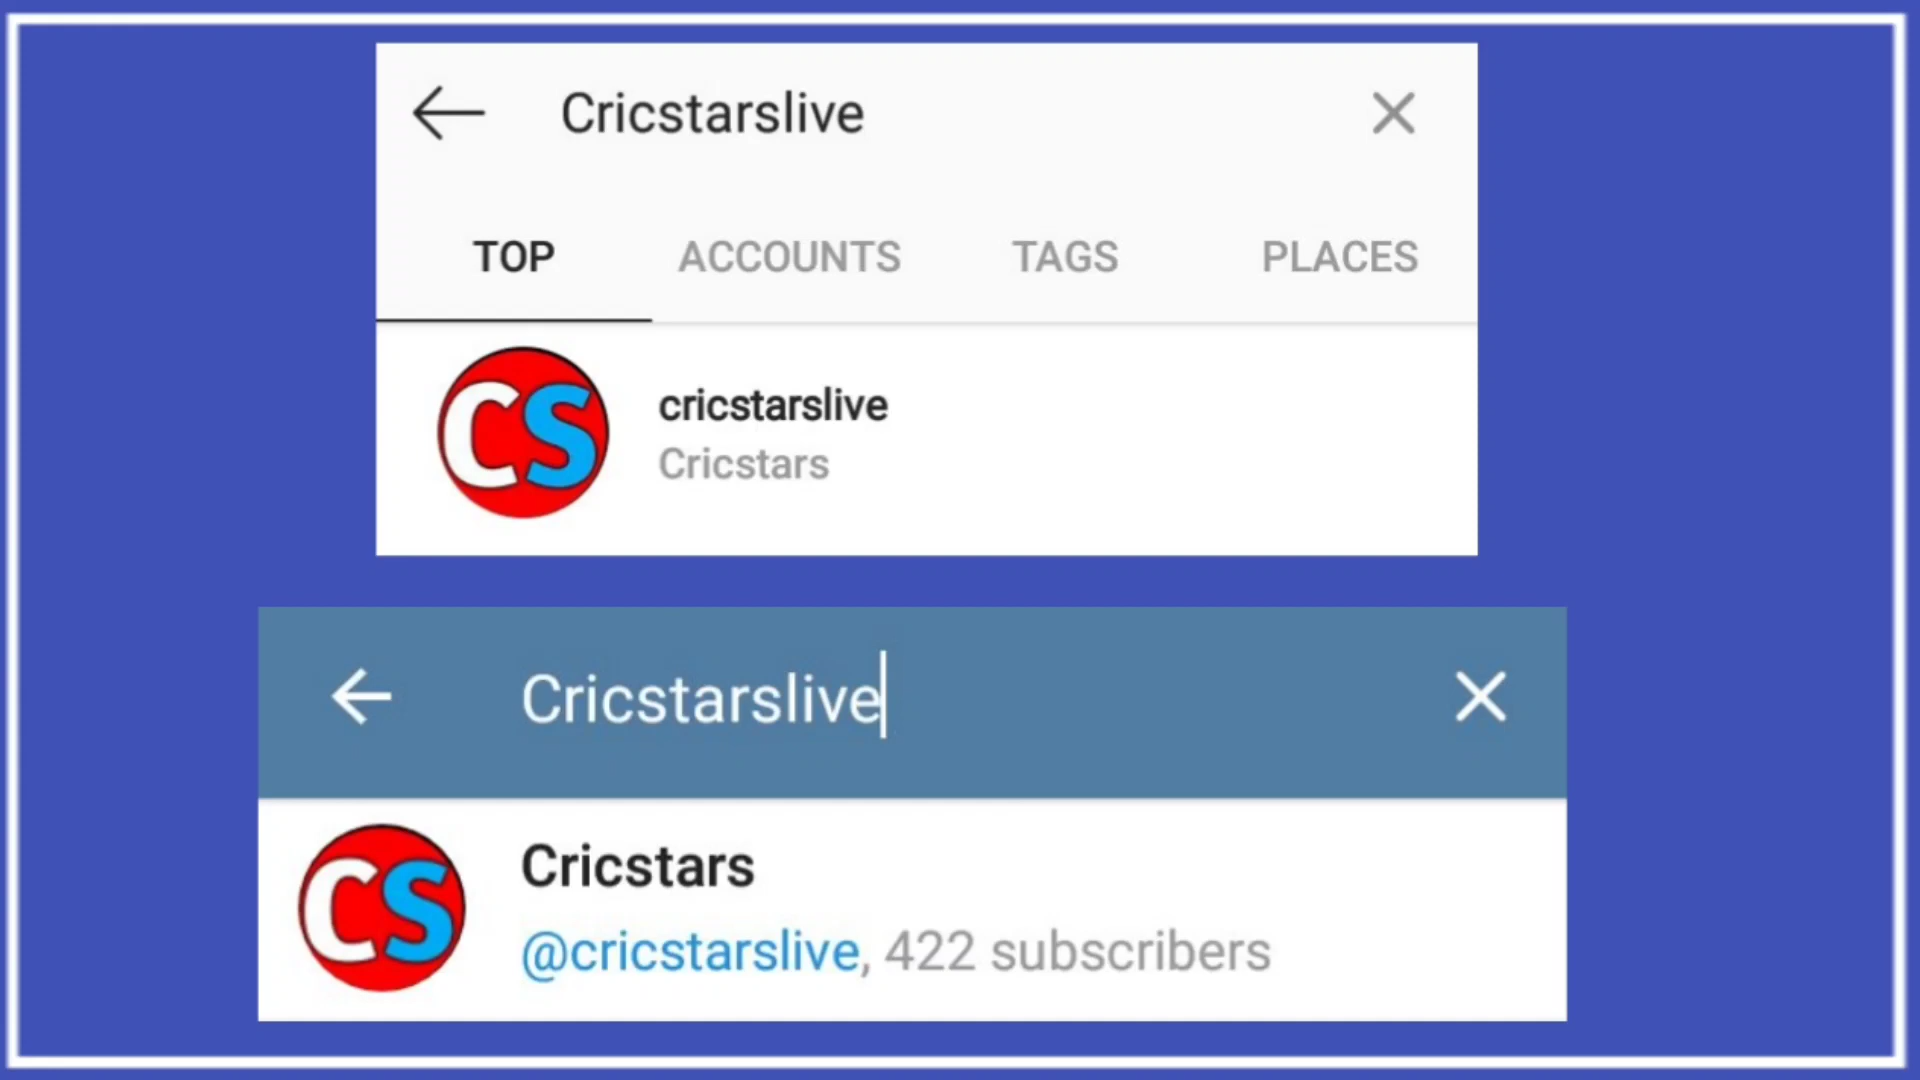 Cricstarslive
TOP ACCOUNTS TAGS PLACES
CS
cricstarslive
Cricstars
Cricstarslive
CS
Cricstars
@cricstarslive, 422 subscribers